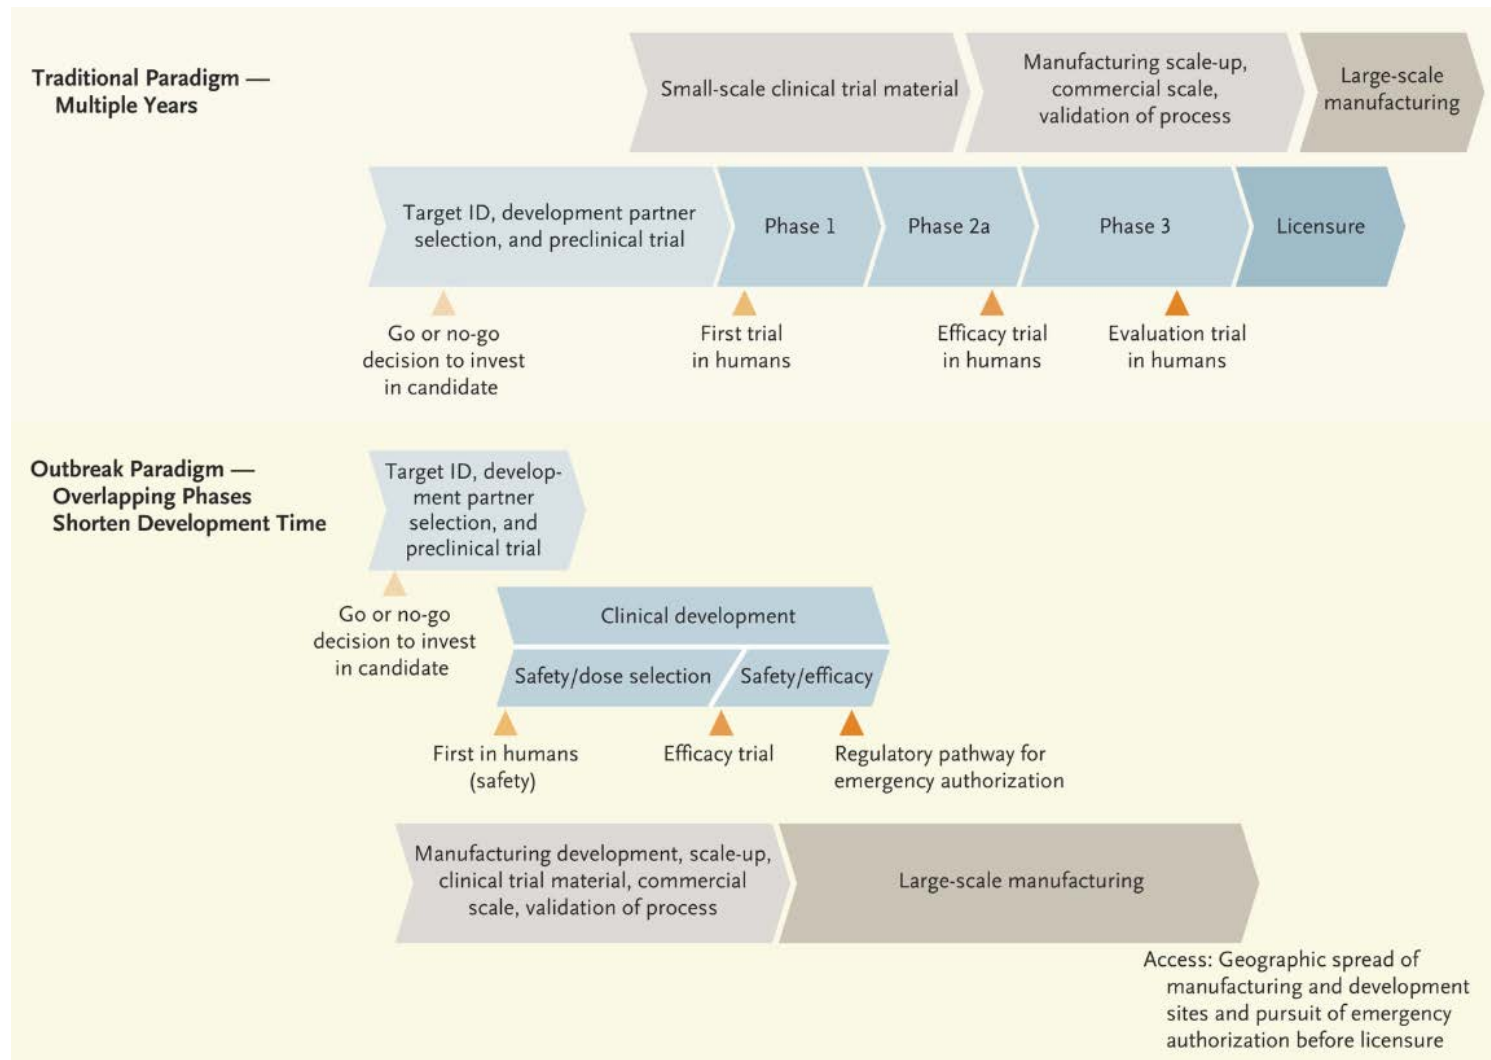 Traditional Paradigm —
Multiple Years
Small-scale clinical trial material
Manufacturing scale-up,
commercial scale,
validation of process
Large-scale
manufacturing
Target ID, development partner
selection, and preclinical trial
Phase 1
Phase 2a
Phase 3
Licensure
Go or no-go
decision to invest
in candidate
First trial
in humans
Efficacy trial
in humans
Evaluation trial
in humans
Outbreak Paradigm —
Overlapping Phases
Shorten Development Time
Target ID, develop-
ment partner
selection, and
preclinical trial
Go or no-go
decision to invest
in candidate
Clinical development
Safety/dose selection
Safety/efficacy
First in humans
(safety)
Efficacy trial
Regulatory pathway for
emergency authorization
Manufacturing development, scale-up,
clinical trial material, commercial
scale, validation of process
Large-scale manufacturing
Access: Geographic spread of
manufacturing and development
sites and pursuit of emergency
authorization before licensure